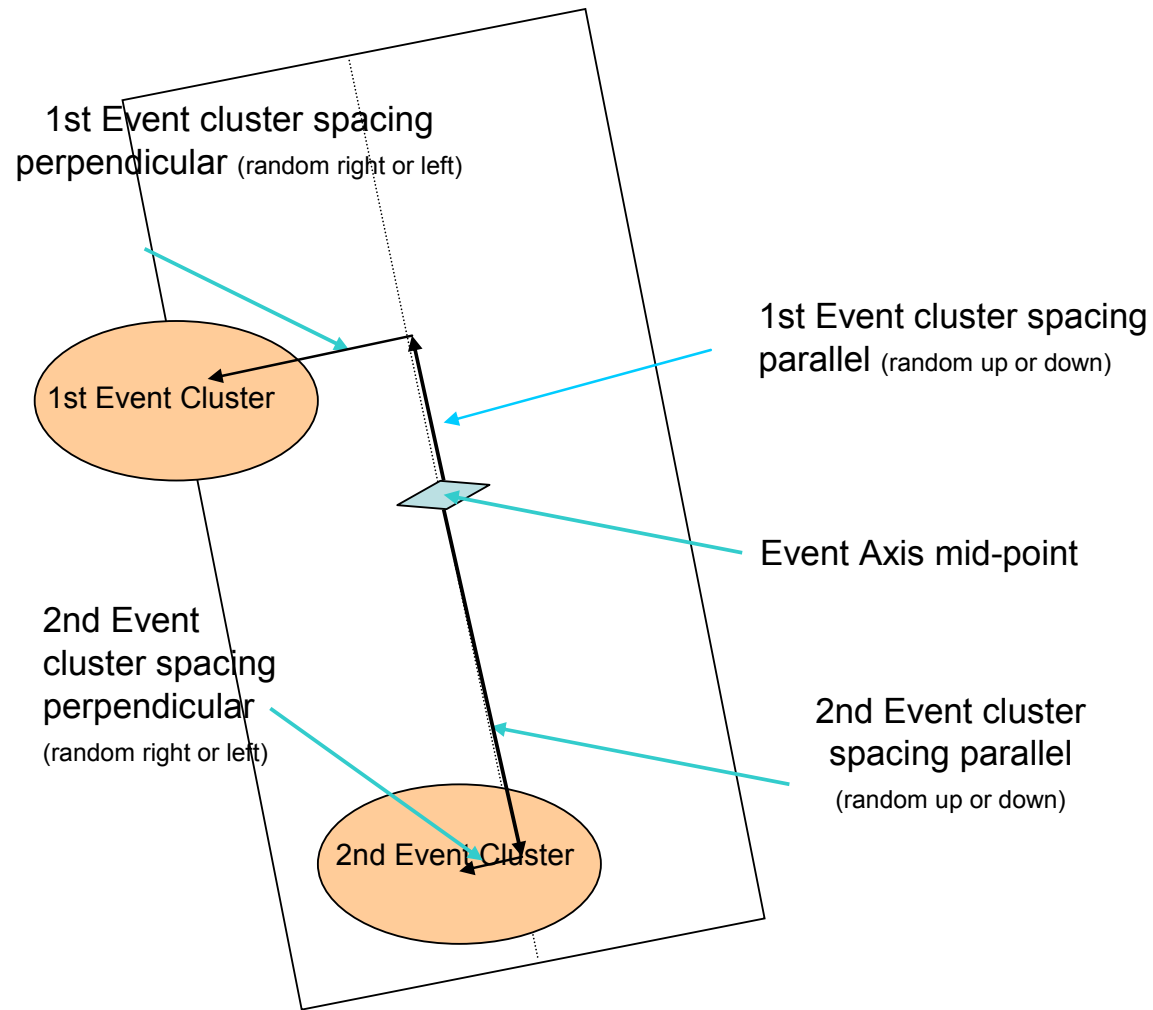 1st Event cluster spacing
perpendicular (random right or left)
1st Event cluster spacing
parallel (random up or down)
1st Event Cluster
Event Axis mid-point
2nd Event
cluster spacing
perpendicular
(random right or left)
2nd Event cluster
spacing parallel
(random up or down)
2nd Event Cluster